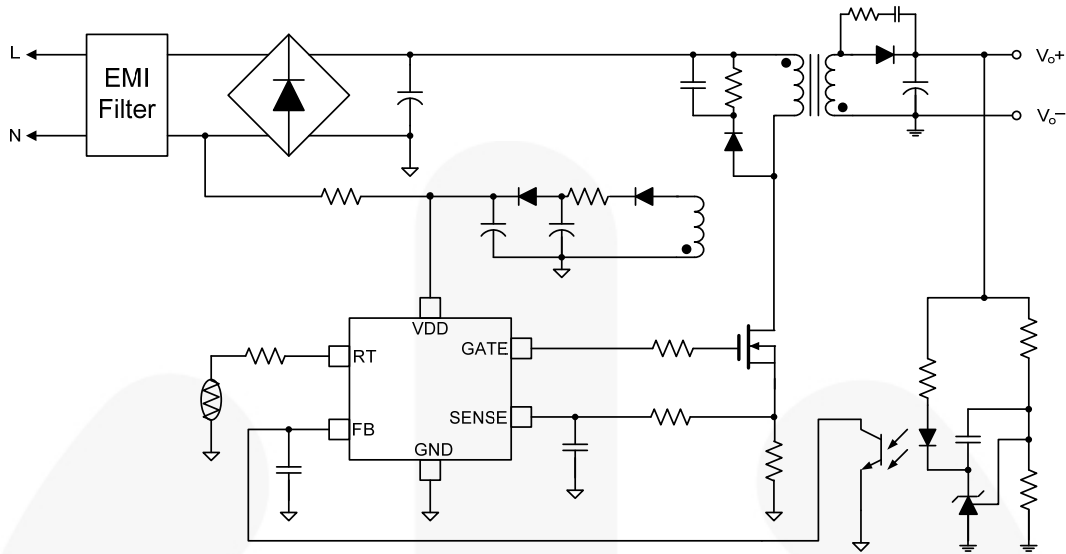 L
EMI
Filter
N
Vo+
Vo−
VDD
RT
GATE
FB
SENSE
GND